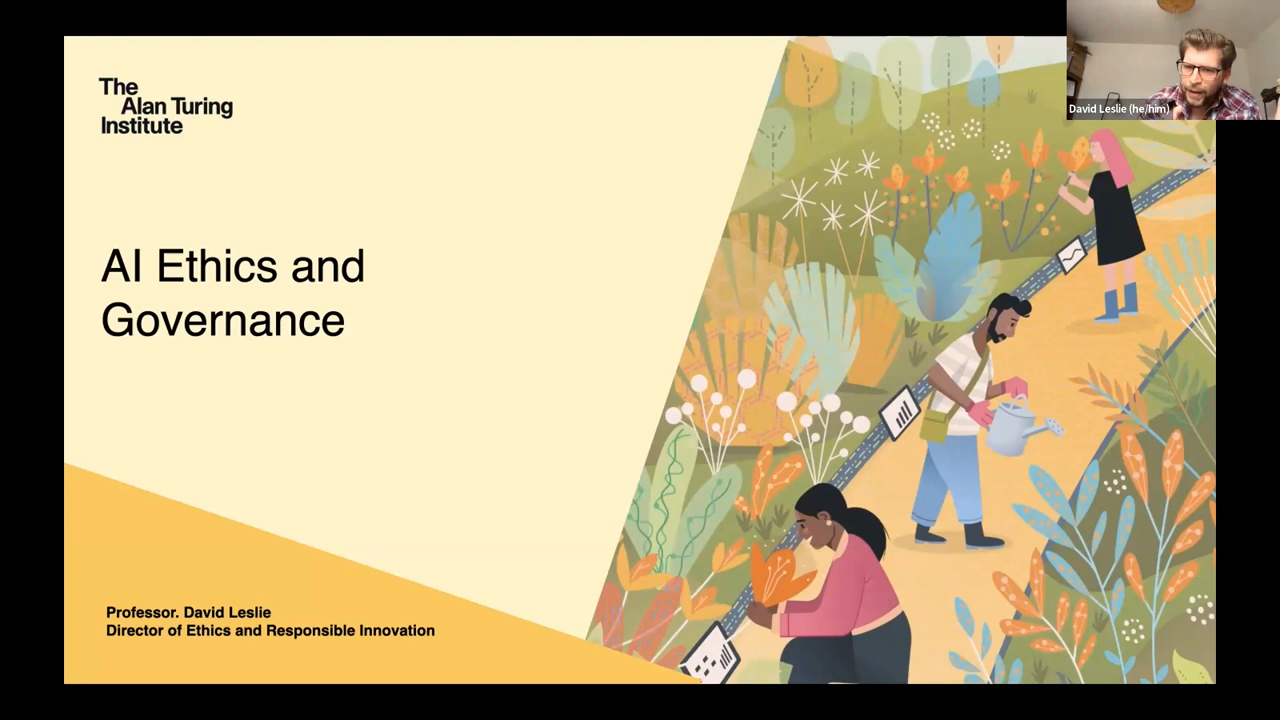 The
Alan Turing
Institute
David Leslie (he/him)
AI Ethics and
Governance
Professor. David Leslie
Director of Ethics and Responsible Innovation